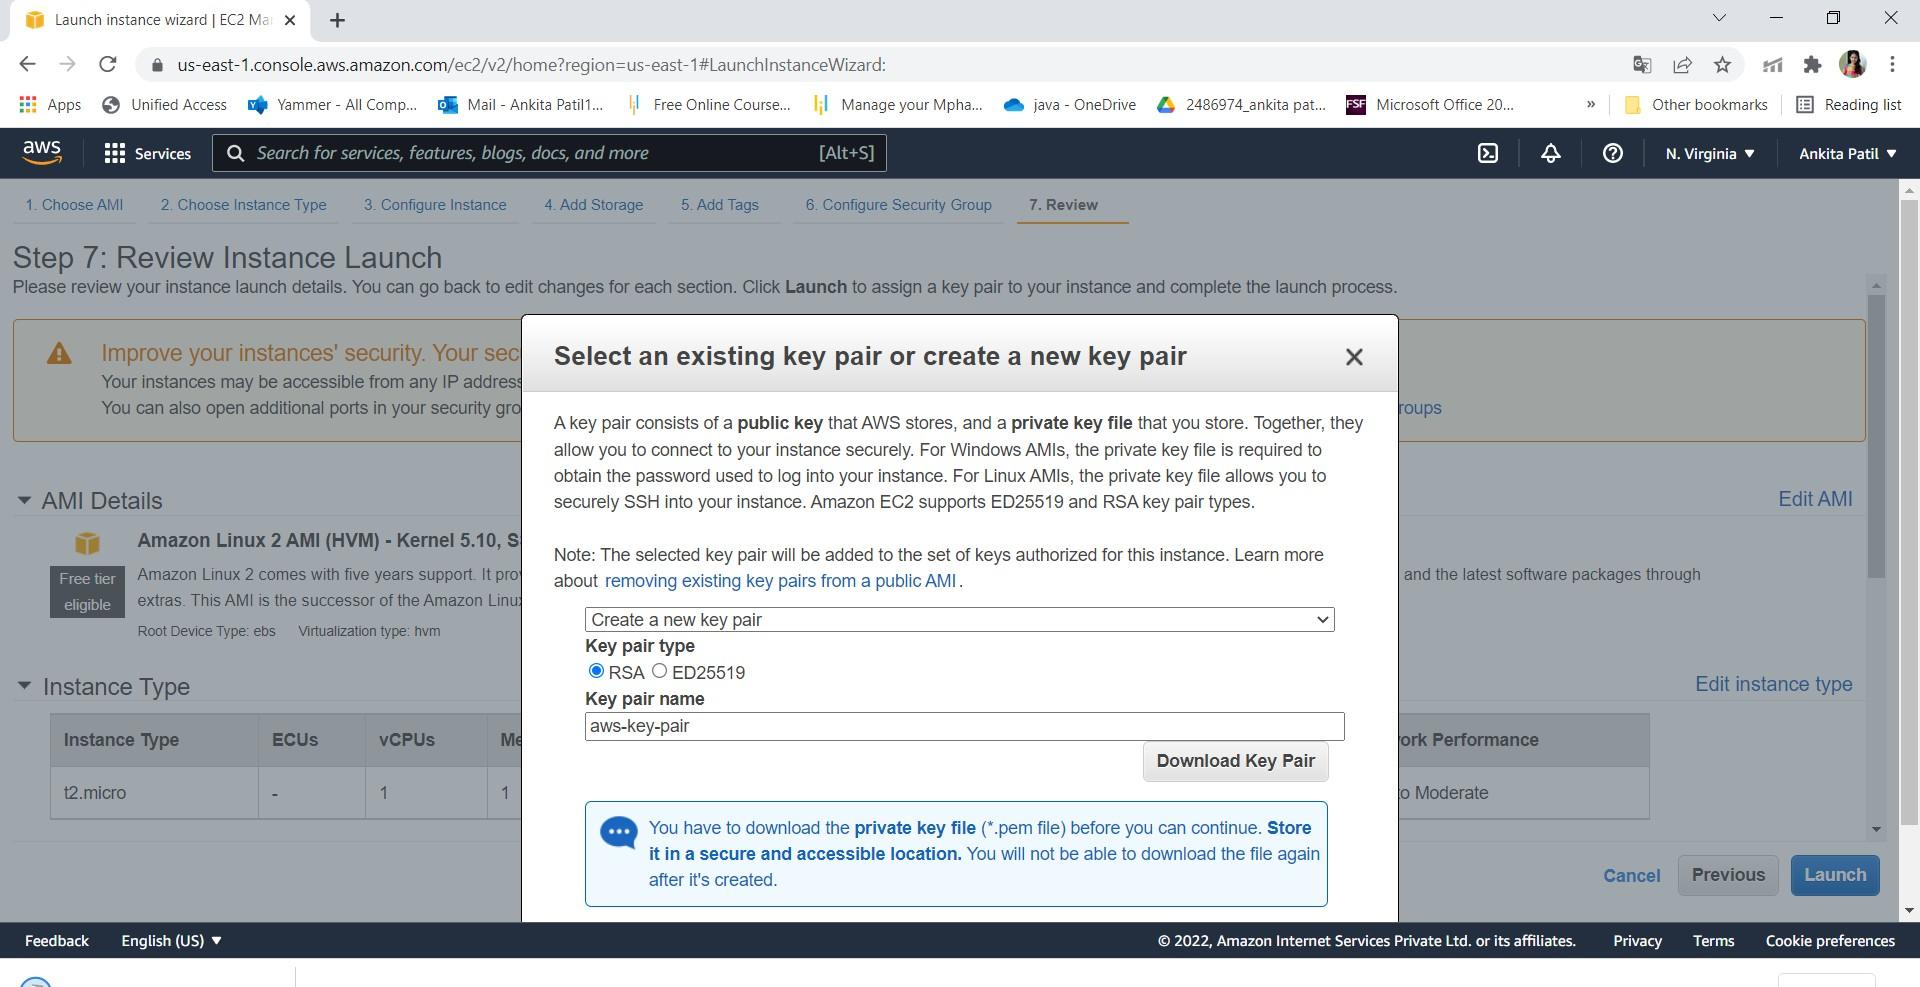 Launch instance wizard | EC2 Ma
us-east-1.console.aws.amazon.com/ec2/v2/home?region=us-east-1#LaunchInstanceWizard:
Apps Unified Access Yammer - All Comp... Mail - Ankita Patil1... Free Online Course... Manage your Mpha... java - OneDrive 2486974_ankita pat... FSF Microsoft Office 20... » Other bookmarks Reading list
aws Services Search for services, features, blogs, docs, and more [Alt+S] N. Virginia Ankita Patil
1. Choose AMI 2. Choose Instance Type 3. Configure Instance 4. Add Storage 5. Add Tags 6. Configure Security Group 7. Review
Step 7: Review Instance Launch
Please review your instance launch details. You can go back to edit changes for each section. Click Launch to assign a key pair to your instance and complete the launch process.
Improve your instances' security. Your sec
Your instances may be accessible from any IP address
You can also open additional ports in your security gro
roups
AMI Details
Edit AMI
Amazon Linux 2 AMI (HVM) - Kernel 5.10, S
Free tier eligible
Amazon Linux 2 comes with five years support. It pro
and the latest software packages through
extras. This AMI is the successor of the Amazon Linu
Root Device Type: ebs Virtualization type: hvm
Instance Type
Edit instance type
Instance Type ECUs vCPUs Me
ork Performance
t2.micro - 1 1
o Moderate
Select an existing key pair or create a new key pair
A key pair consists of a public key that AWS stores, and a private key file that you store. Together, they
allow you to connect to your instance securely. For Windows AMIs, the private key file is required to
obtain the password used to log into your instance. For Linux AMIs, the private key file allows you to
securely SSH into your instance. Amazon EC2 supports ED25519 and RSA key pair types.
Note: The selected key pair will be added to the set of keys authorized for this instance. Learn more
about removing existing key pairs from a public AMI .
Create a new key pair
Key pair type
RSA ED25519
Key pair name
aws-key-pair
Download Key Pair
You have to download the private key file (*.pem file) before you can continue. Store
it in a secure and accessible location. You will not be able to download the file again
after it's created.
Cancel Previous Launch
Feedback English (US) © 2022, Amazon Internet Services Private Ltd. or its affiliates. Privacy Terms Cookie preferences